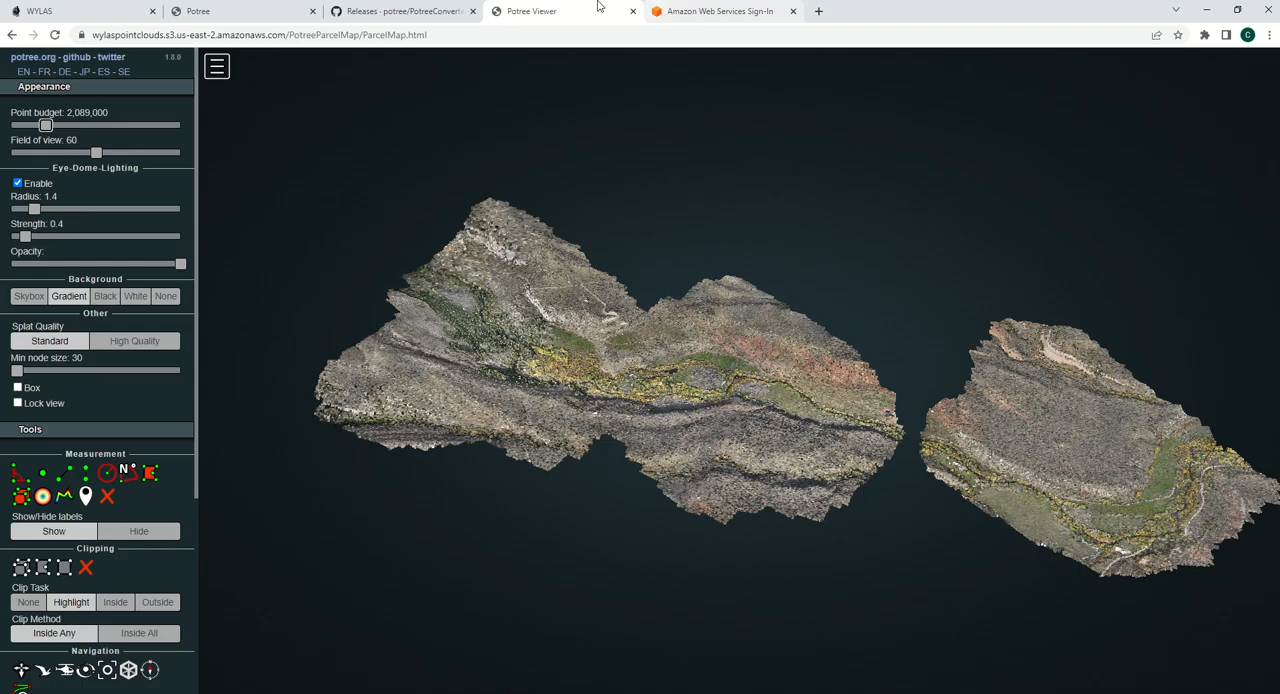 WYLAS
Potree
Releases · potree/PotreeConverte
Potree Viewer
Amazon Web Services Sign-In
wylaspointclouds.s3.us-east-2.amazonaws.com/PotreeParcelMap/ParcelMap.html
C
potree.org - github - twitter 1.8.0
EN - FR - DE - JP - ES - SE
Appearance
Point budget: 2,089,000
Field of view: 60
Eye-Dome-Lighting
Enable
Radius: 1.4
Strength: 0.4
Opacity:
Background
Skybox Gradient Black White None
Other
Splat Quality
Standard High Quality
Min node size: 30
Box
Lock view
Tools
Measurement
N°
Show/Hide labels
Show Hide
Clipping
Clip Task
None Highlight Inside Outside
Clip Method
Inside Any Inside All
Navigation